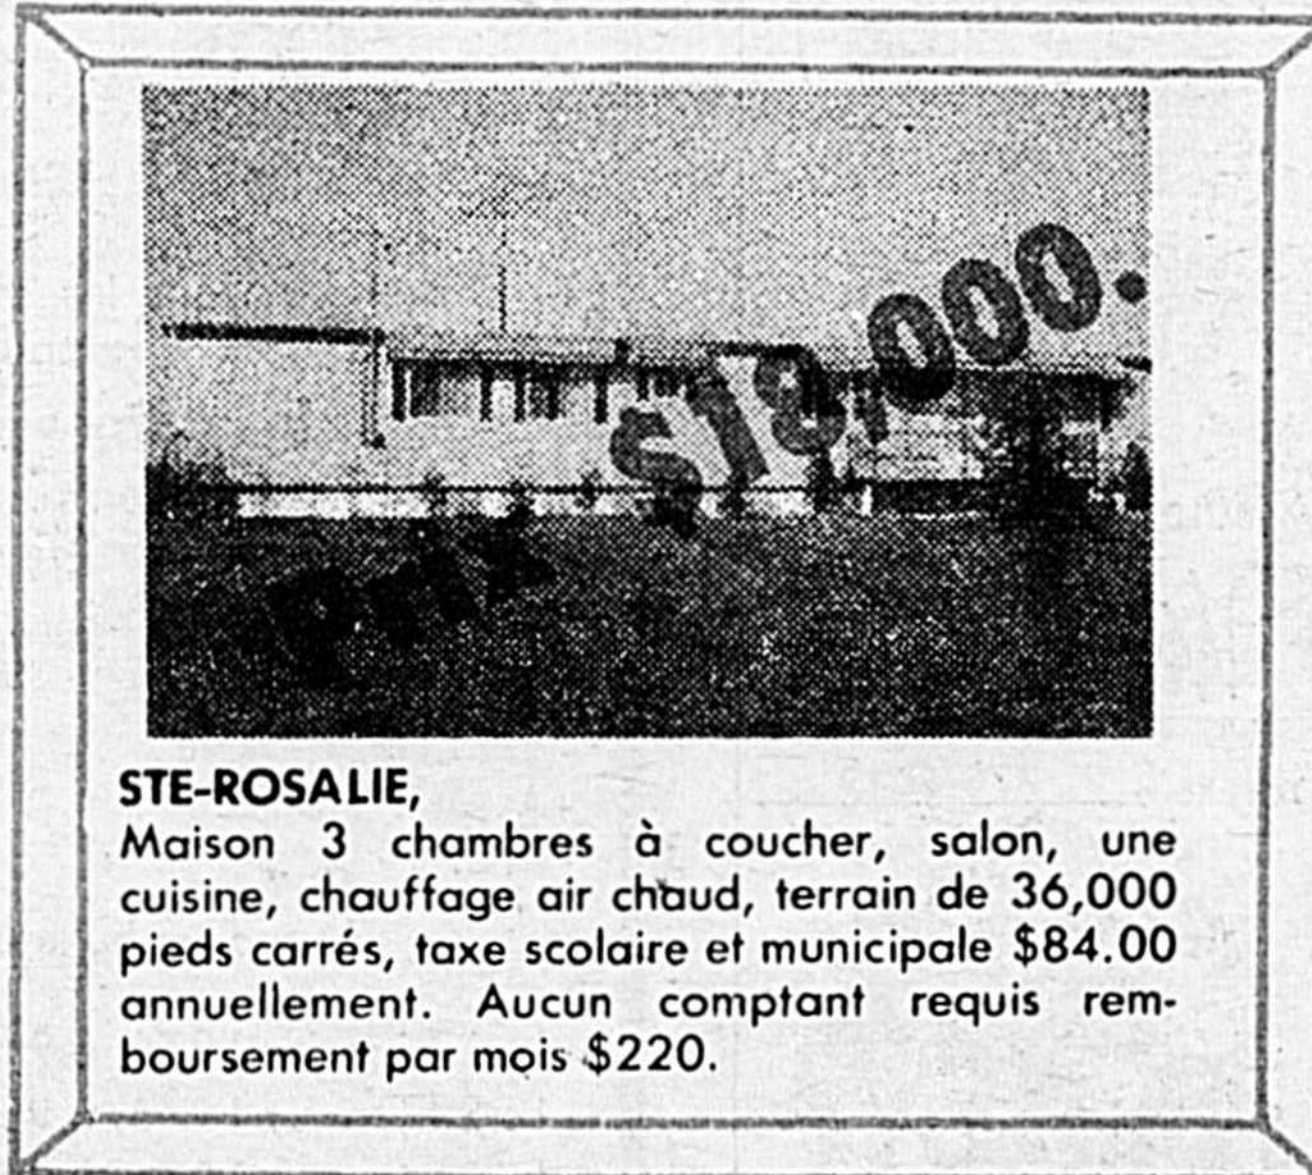 Prix $18,000.
STE-ROSALIE,
Maison 3 chambres à coucher, salon, une
cuisine, chauffage air chaud, terrain de 36,000
pieds carrés, taxe scolaire et municipale $84.00
annuellement. Aucun comptant requis rem-
boursement par mois $220.